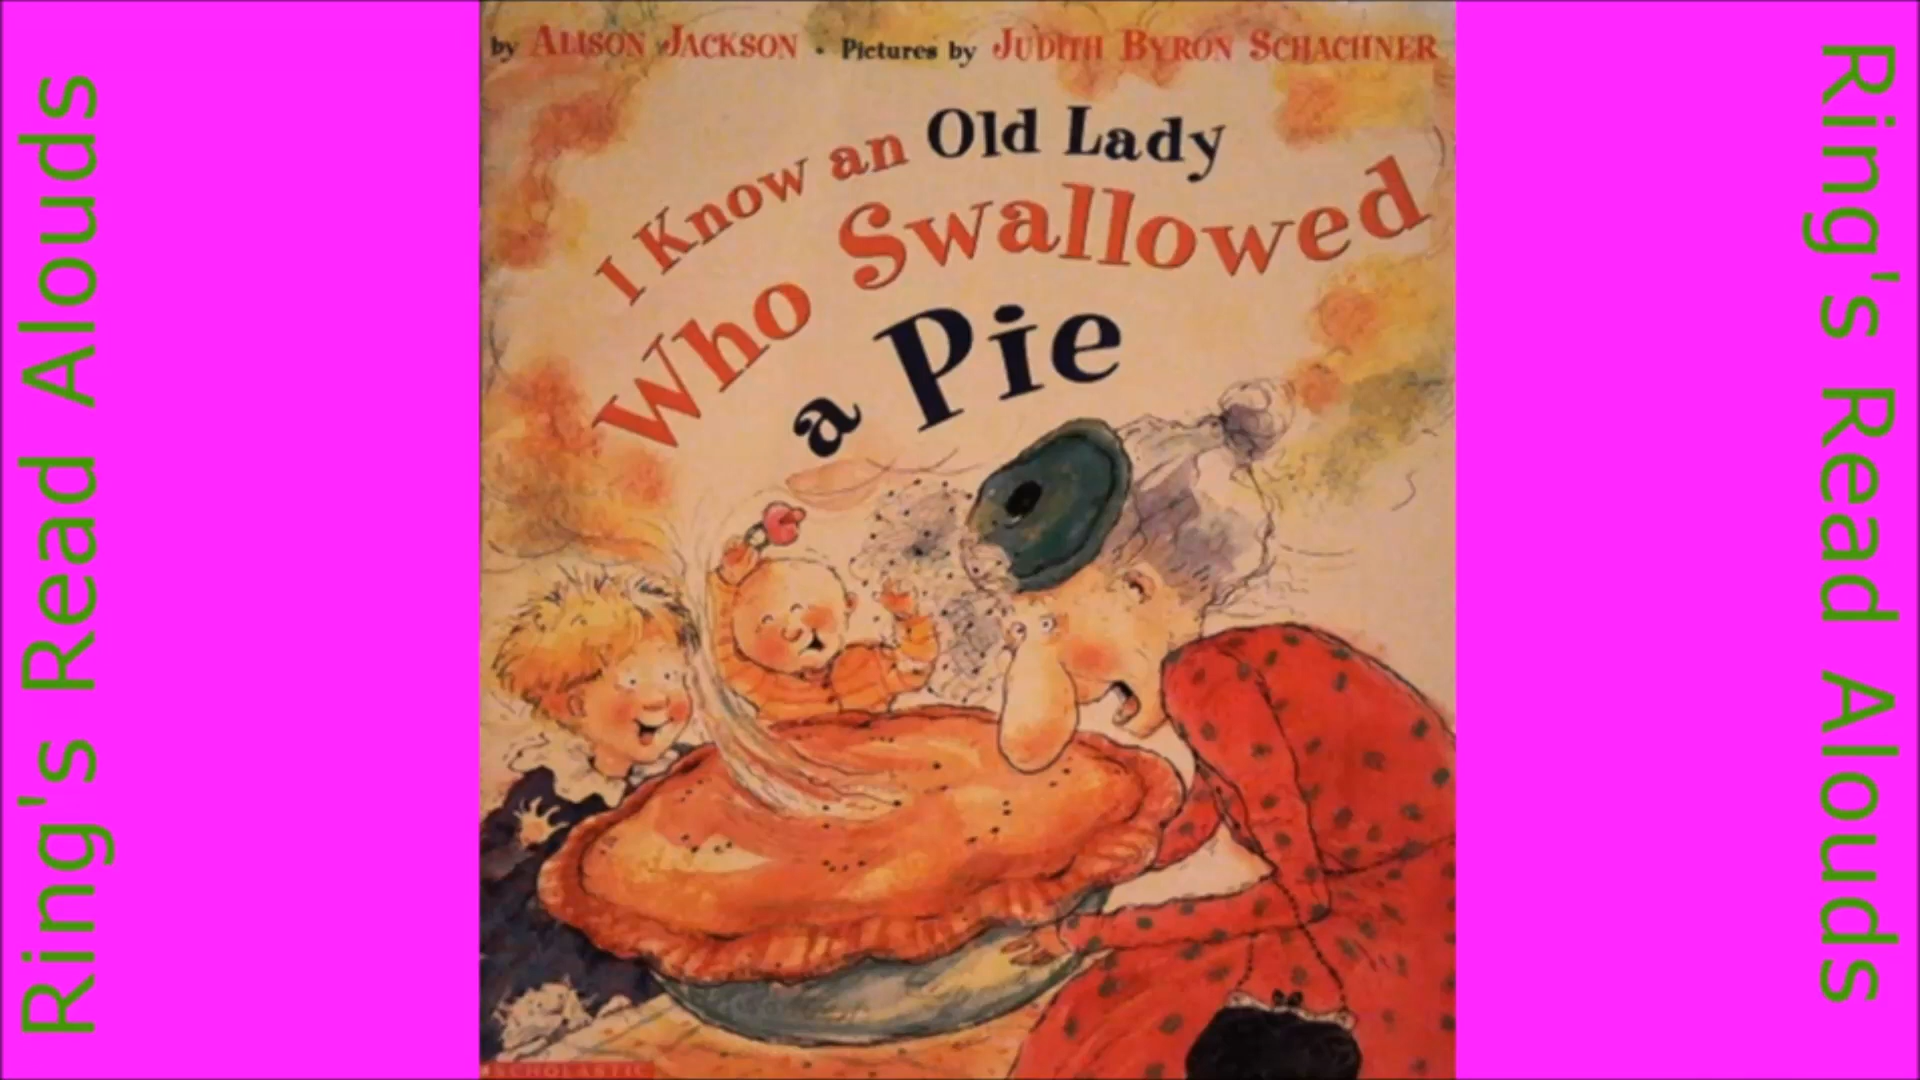 Ring's Read Alouds
by ALISON JACKSON • Pictures by JUDITH BYRON SCHACHNER
I Know an Old Lady
Who Swallowed
a Pie
SCHOLASTIC
Ring's Read Alouds